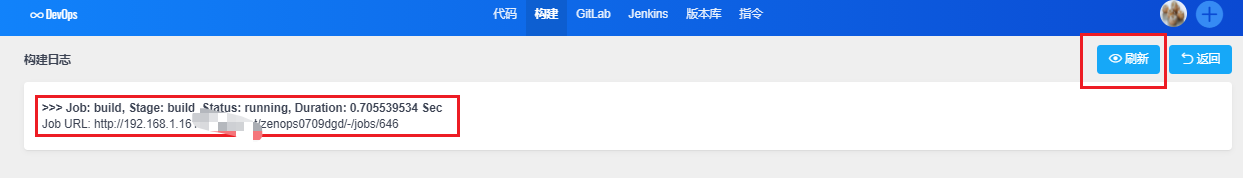 DevOps 代码 构建 GitLab Jenkins 版本库 指令
构建日志 刷新 返回
>>> Job: build, Stage: build, Status: running, Duration: 0.705539534 Sec
Job URL: http://192.168.1.16 /zenops0709dgd/-/jobs/646